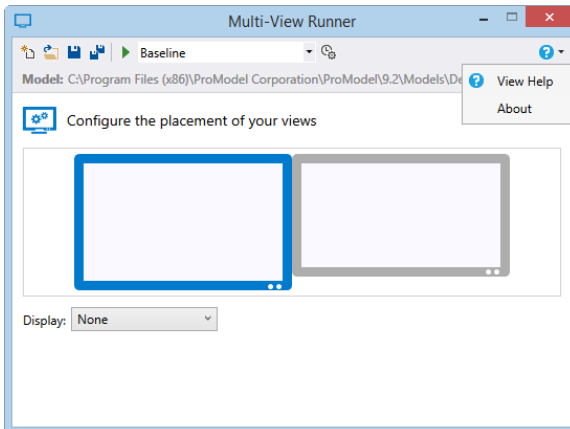 Multi-View Runner
Baseline
Model: C:\Program Files (x86)\ProModel Corporation\ProModel\9.2\Models\De
View Help
About
Configure the placement of your views
Display: None